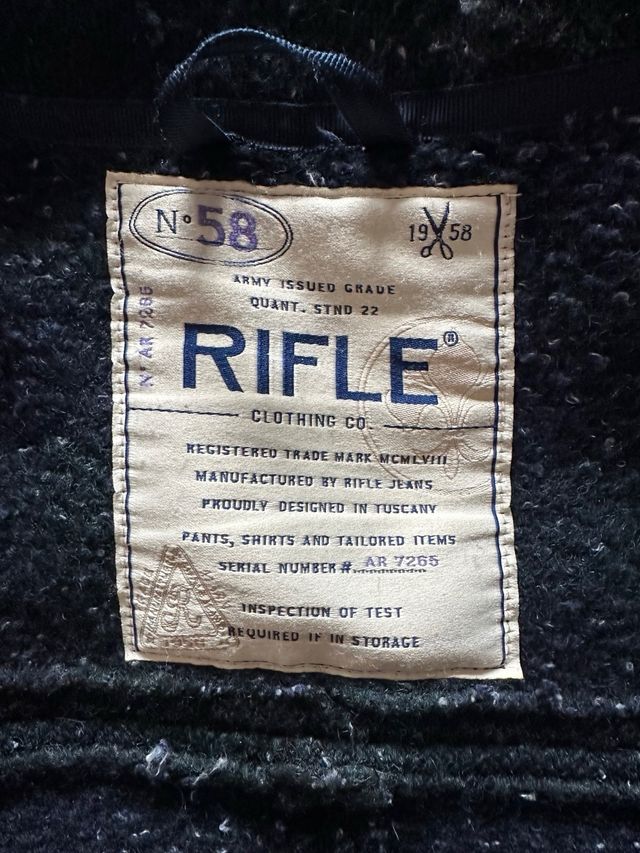 N° 58
19 58
ARMY ISSUED GRADE
QUANT. STND 22
N° AR 7265
RIFLE®
CLOTHING CO.
REGISTERED TRADE MARK MCMLVIII
MANUFACTURED BY RIFLE JEANS
PROUDLY DESIGNED IN TUSCANY
PANTS, SHIRTS AND TAILORED ITEMS
SERIAL NUMBER #. AR 7265
INSPECTION OF TEST
REQUIRED IF IN STORAGE
1958